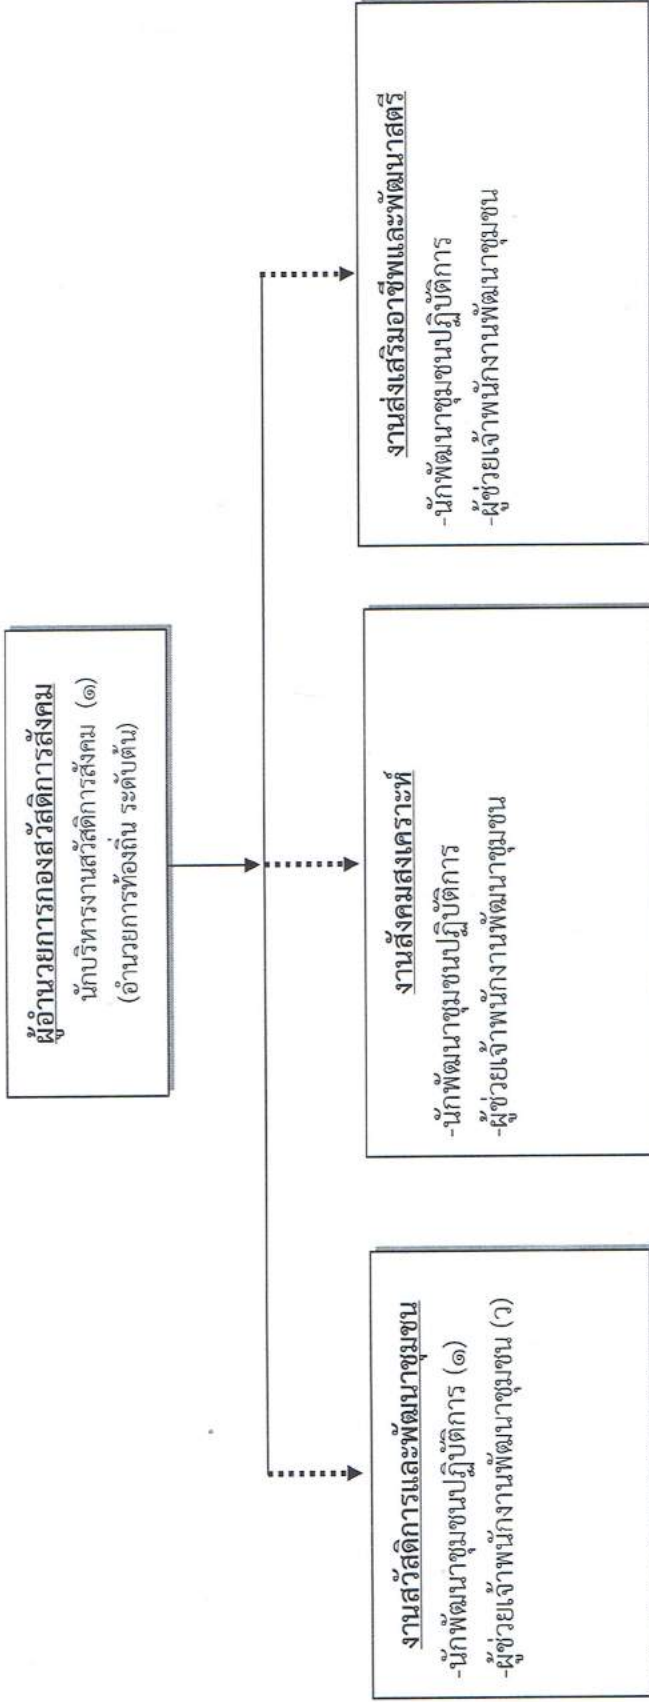 ผู้อำนวยการกองสวัสดิการสังคม
นักบริหารงานสวัสดิการสังคม (๑)
(อำนวยการท้องถิ่น ระดับต้น)
งานสวัสดิการและพัฒนาชุมชน
-นักพัฒนาชุมชนปฏิบัติการ (๑)
-ผู้ช่วยเจ้าพนักงานพัฒนาชุมชน (ว)
งานสังคมสงเคราะห์
-นักพัฒนาชุมชนปฏิบัติการ
-ผู้ช่วยเจ้าพนักงานพัฒนาชุมชน
งานส่งเสริมอาชีพและพัฒนาสตรี
-นักพัฒนาชุมชนปฏิบัติการ
-ผู้ช่วยเจ้าพนักงานพัฒนาชุมชน